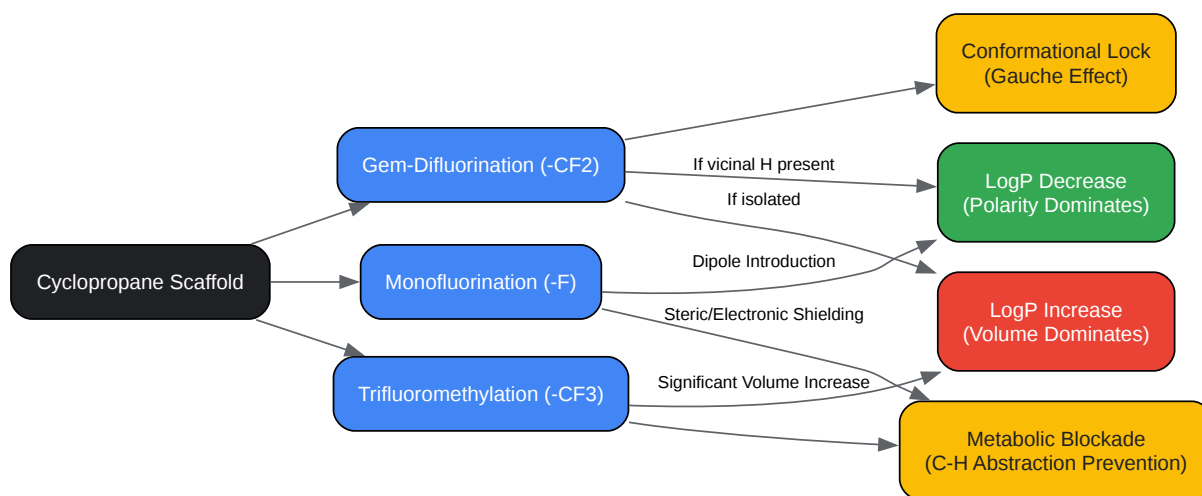 Conformational Lock
(Gauche Effect)
Gem-Difluorination (-CF2)
If vicinal H present
LogP Decrease
(Polarity Dominates)
If isolated
Cyclopropane Scaffold
Monofluorination (-F)
Dipole Introduction
Steric/Electronic Shielding
LogP Increase
(Volume Dominates)
Trifluoromethylation (-CF3)
Significant Volume Increase
Metabolic Blockade
(C-H Abstraction Prevention)